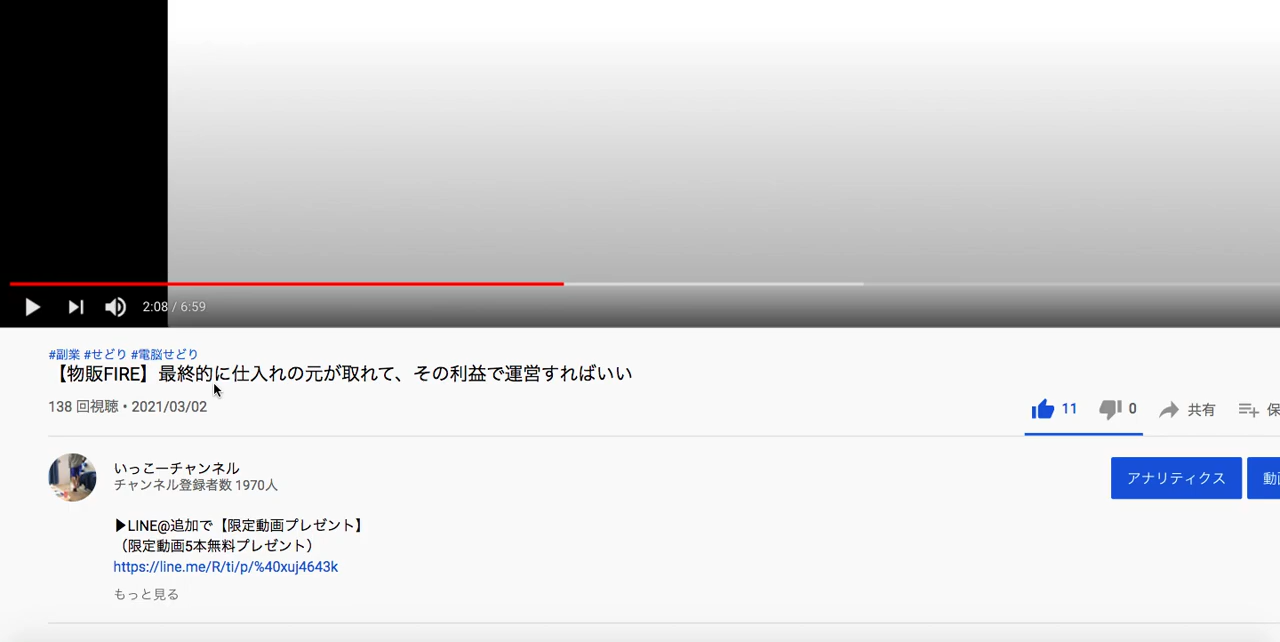 2:08 / 6:59
#副業 #せどり #電脳せどり
【物販FIRE】最終的に仕入れの元が取れて、その利益で運営すればいい
138 回視聴・2021/03/02
11 0 共有 保
いっこーチャンネル
チャンネル登録者数 1970人
アナリティクス 動
▶LINE@追加で【限定動画プレゼント】
（限定動画5本無料プレゼント）
https://line.me/R/ti/p/%40xuj4643k
もっと見る